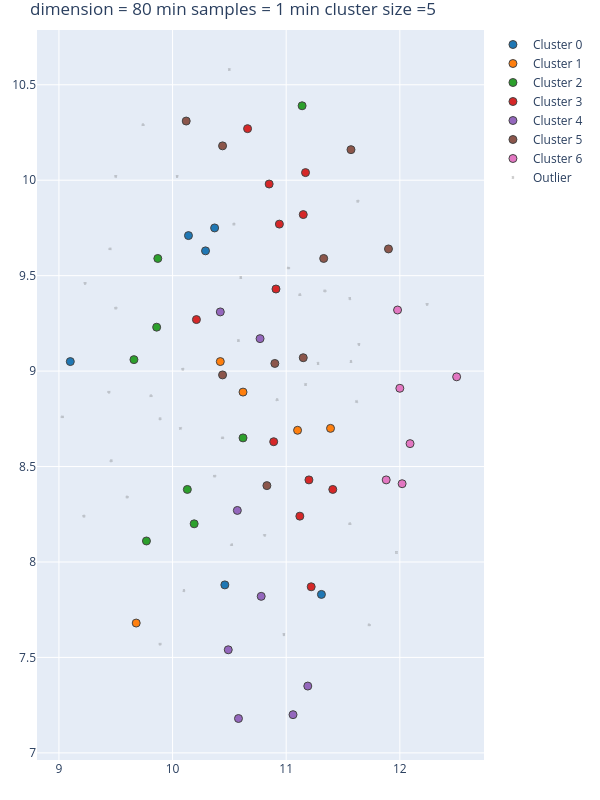 dimension = 80 min samples = 1 min cluster size =5
10.5
10
9.5
9
8.5
8
7.5
7
9
10
11
12
Cluster 0
Cluster 1
Cluster 2
Cluster 3
Cluster 4
Cluster 5
Cluster 6
Outlier